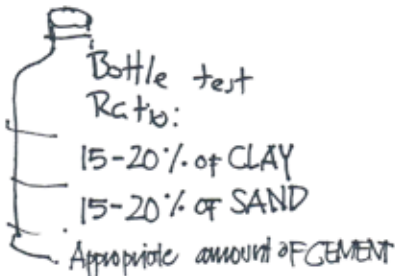 Bottle test
Ratio:
15-20% of CLAY
15-20% OF SAND
Appropriate amount OF CEMENT